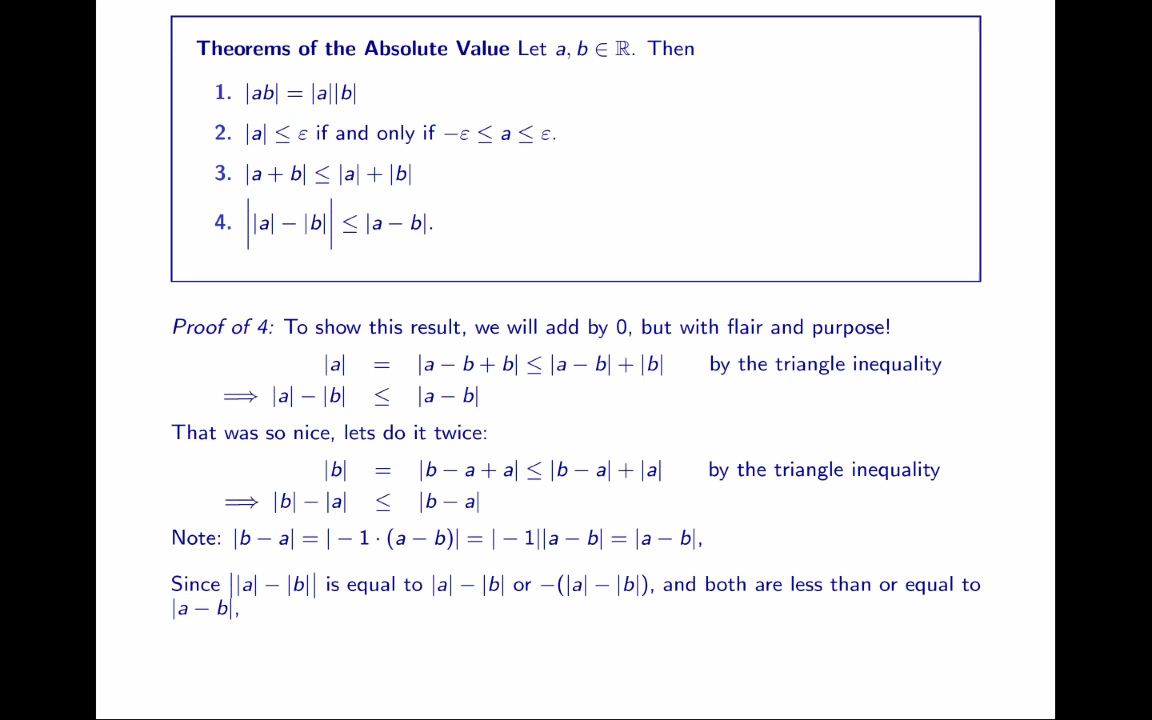 Theorems of the Absolute Value Let a, b ∈ ℝ. Then
1. |ab| = |a||b|
2. |a| ≤ ε if and only if −ε ≤ a ≤ ε.
3. |a + b| ≤ |a| + |b|
4. ||a| − |b|| ≤ |a − b|.
Proof of 4: To show this result, we will add by 0, but with flair and purpose!
|a| = |a − b + b| ≤ |a − b| + |b| by the triangle inequality
⟹ |a| − |b| ≤ |a − b|
That was so nice, lets do it twice:
|b| = |b − a + a| ≤ |b − a| + |a| by the triangle inequality
⟹ |b| − |a| ≤ |b − a|
Note: |b − a| = | − 1 · (a − b)| = | − 1||a − b| = |a − b|,
Since ||a| − |b|| is equal to |a| − |b| or −(|a| − |b|), and both are less than or equal to
|a − b|,